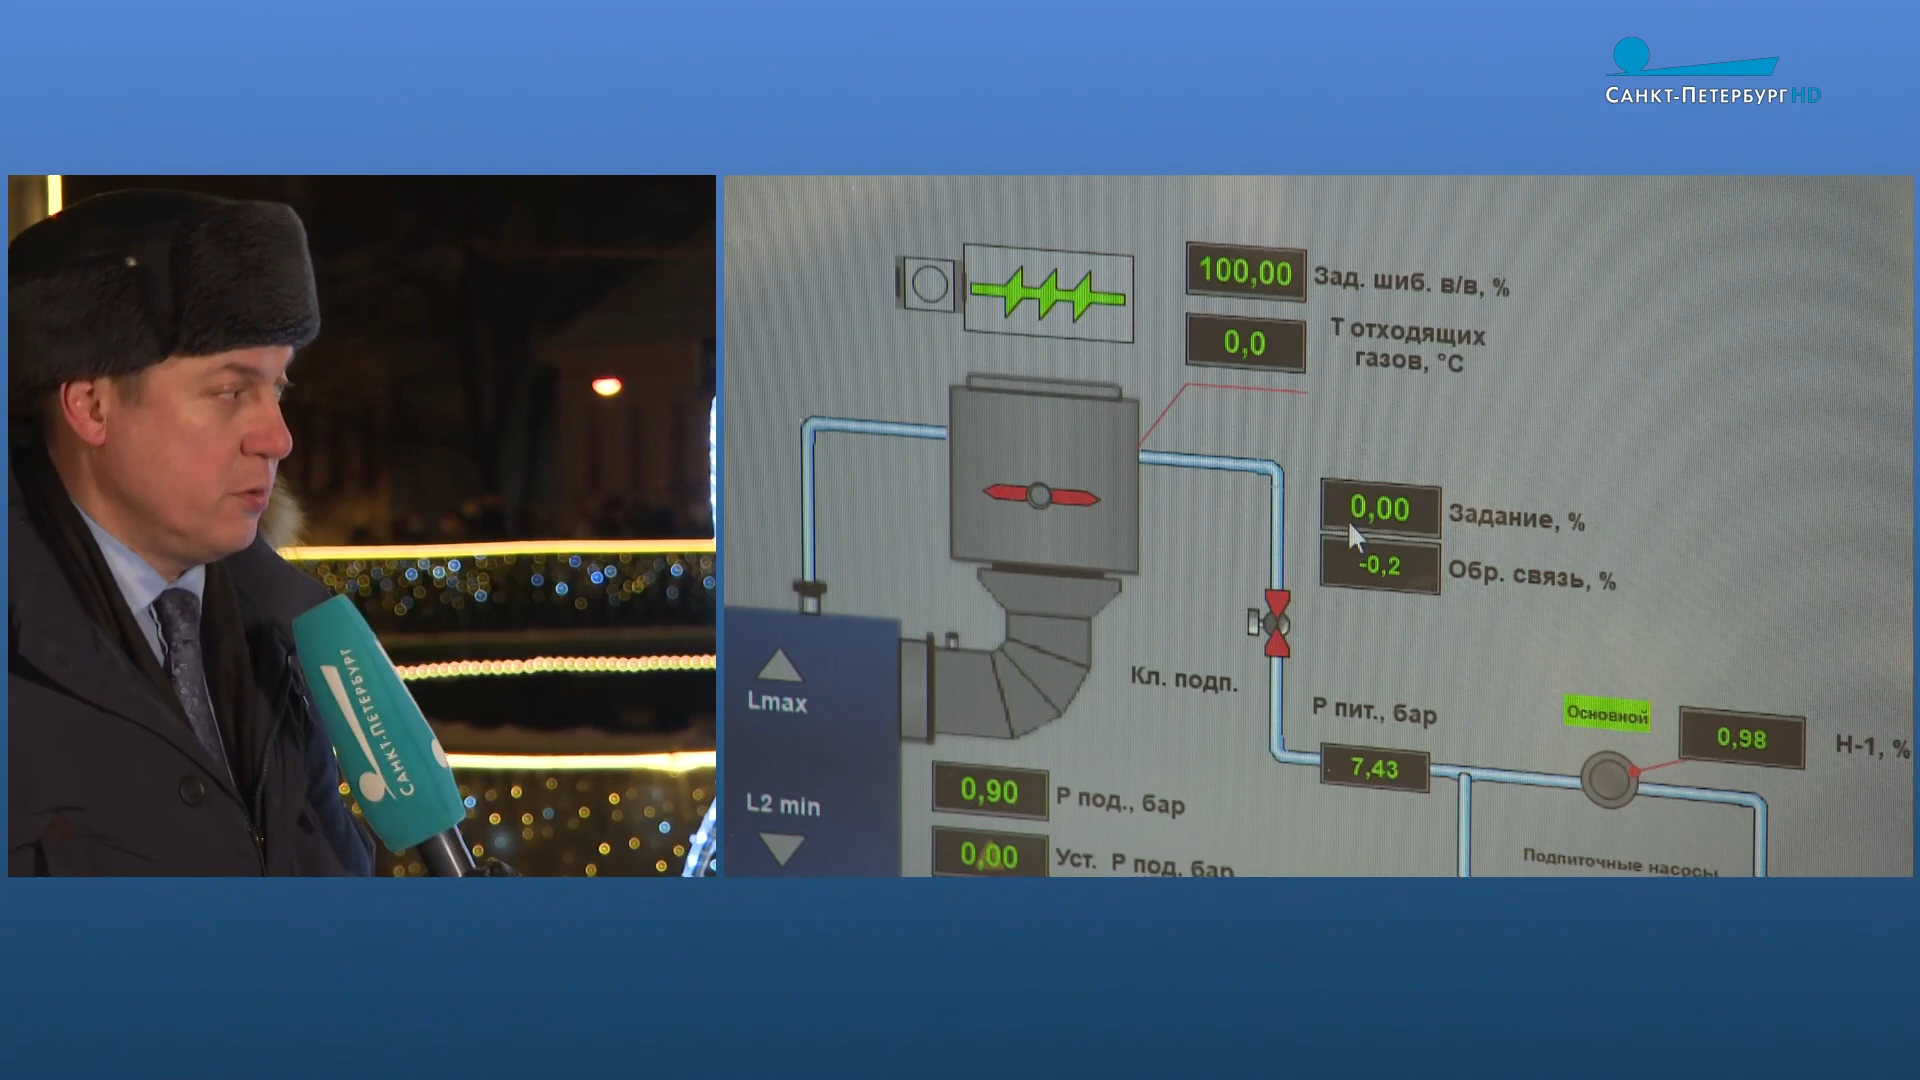 САНКТ-ПЕТЕРБУРГ HD
100,00 Зад. шиб. в/в, %
0,0 Т отходящих
газов, °С
0,00 Задание, %
-0,2 Обр. связь, %
Lmax
Кл. подп.
Р пит., бар
7,43
Основной
0,98 Н-1, %
L2 min
0,90 Р под., бар
0,00 Уст. Р под. бар
Подпиточные насосы
САНКТ-ПЕТЕРБУРГ